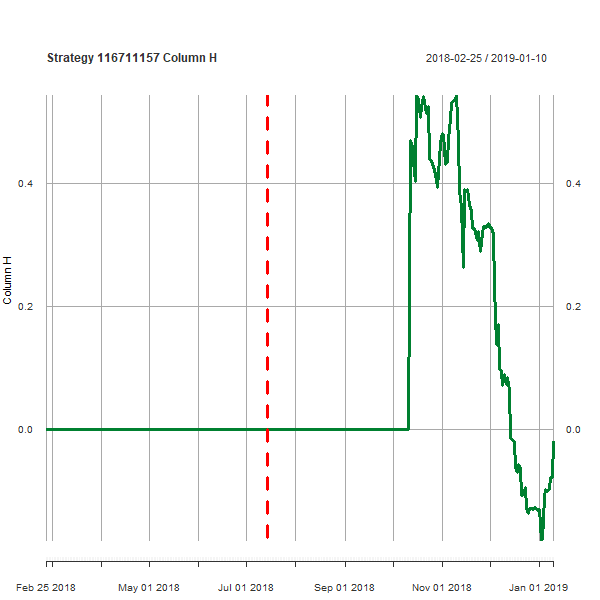 Strategy 116711157 Column H
2018-02-25 / 2019-01-10
0.4
0.4
Column H
0.2
0.2
0.0
0.0
Feb 25 2018
May 01 2018
Jul 01 2018
Sep 01 2018
Nov 01 2018
Jan 01 2019